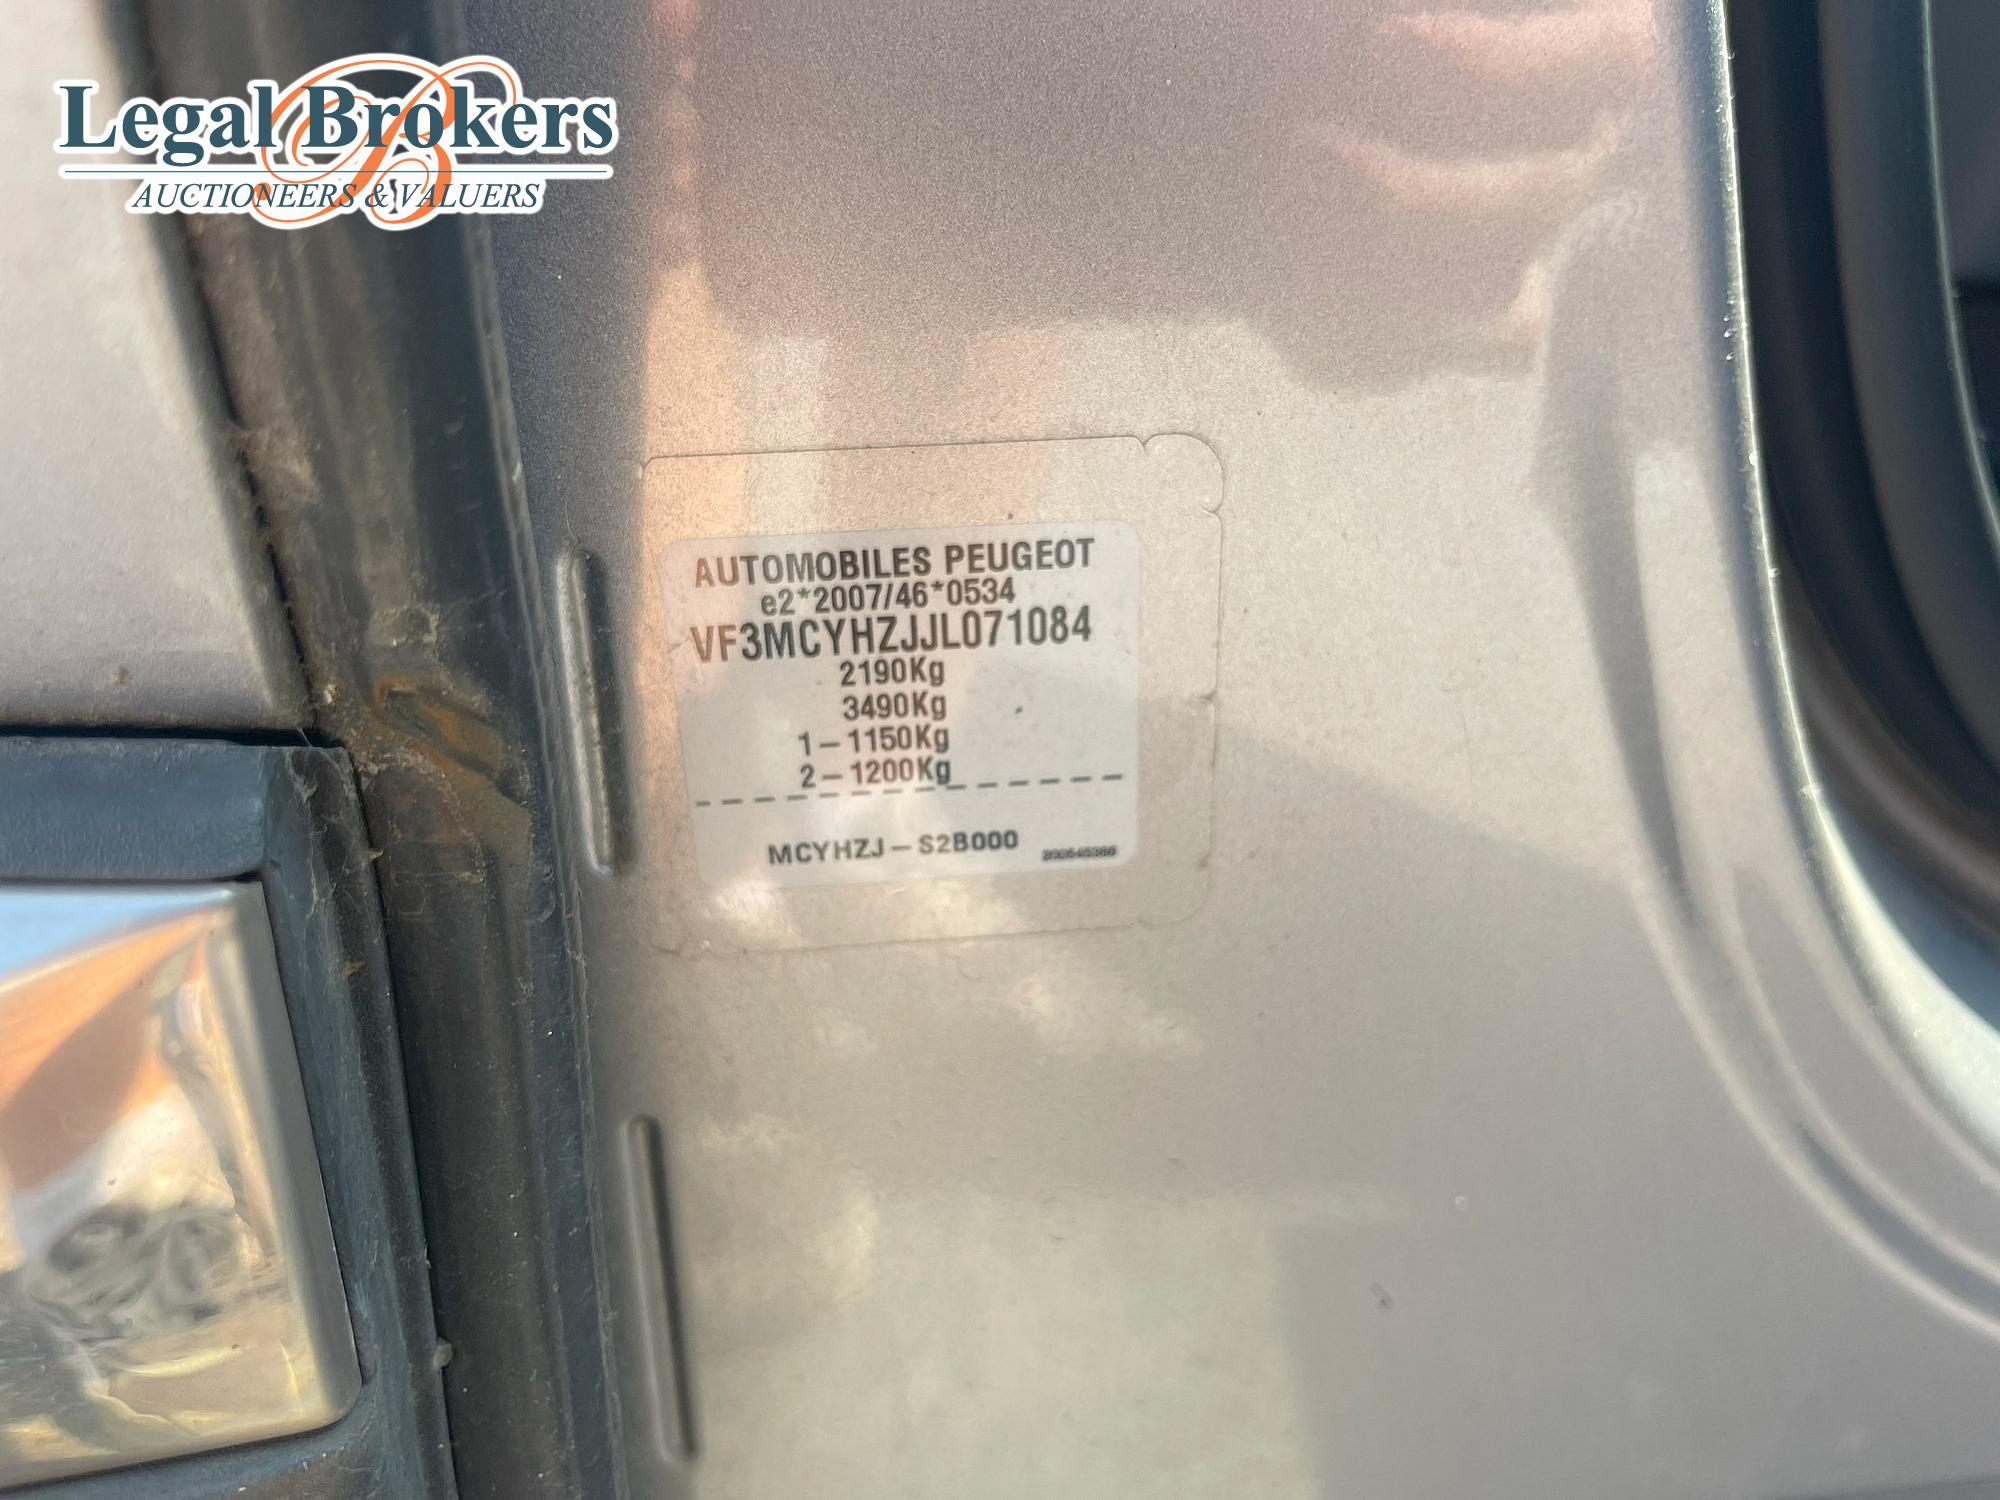 Legal Brokers
AUCTIONEERS & VALUERS
AUTOMOBILES PEUGEOT
e2*2007/46*0534
VF3MCYHZJJL071084
2190Kg
3490Kg
1-1150Kg
2-1200Kg
MCYHZJ-S2B000